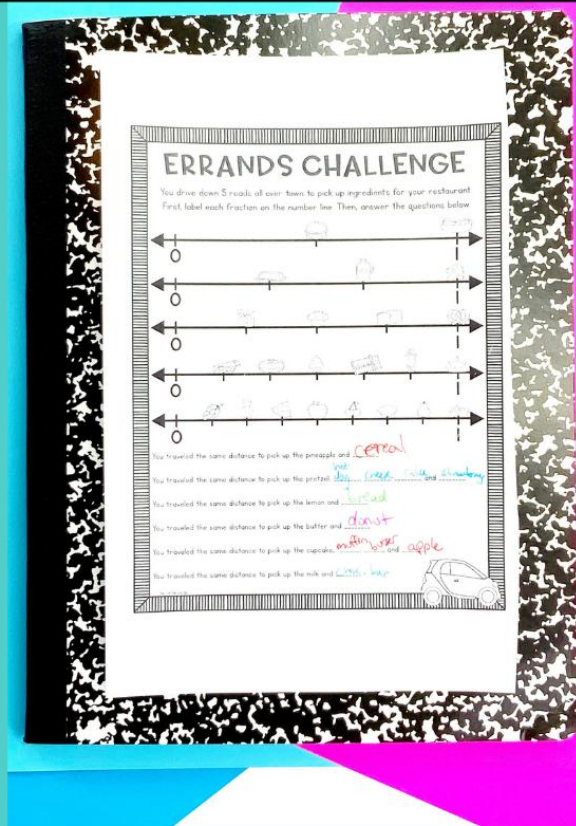 ERRANDS CHALLENGE
You drive down 5 roads all over town to pick up ingredients for your restaurant.
First, label each fraction on the number line. Then, answer the questions below.
0
0
0
0
0
You traveled the same distance to pick up the pineapple and cereal
You traveled the same distance to pick up the pretzel, hot dog and strawberry
You traveled the same distance to pick up the lemon and bread
You traveled the same distance to pick up the butter and donut
You traveled the same distance to pick up the cupcake, muffin, and apple
You traveled the same distance to pick up the milk and